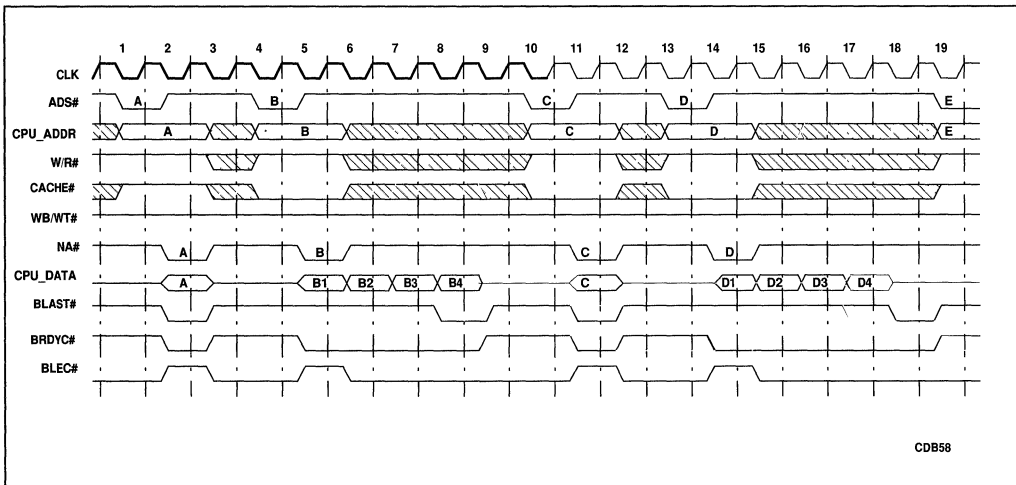 1 2 3 4 5 6 7 8 9 10 11 12 13 14 15 16 17 18 19
CLK
ADS# A B C D E
CPU_ADDR A B C D E
W/R#
CACHE#
WB/WT#
NA# A B C D
CPU_DATA A B1 B2 B3 B4 C D1 D2 D3 D4
BLAST#
BRDYC#
BLEC#
CDB58